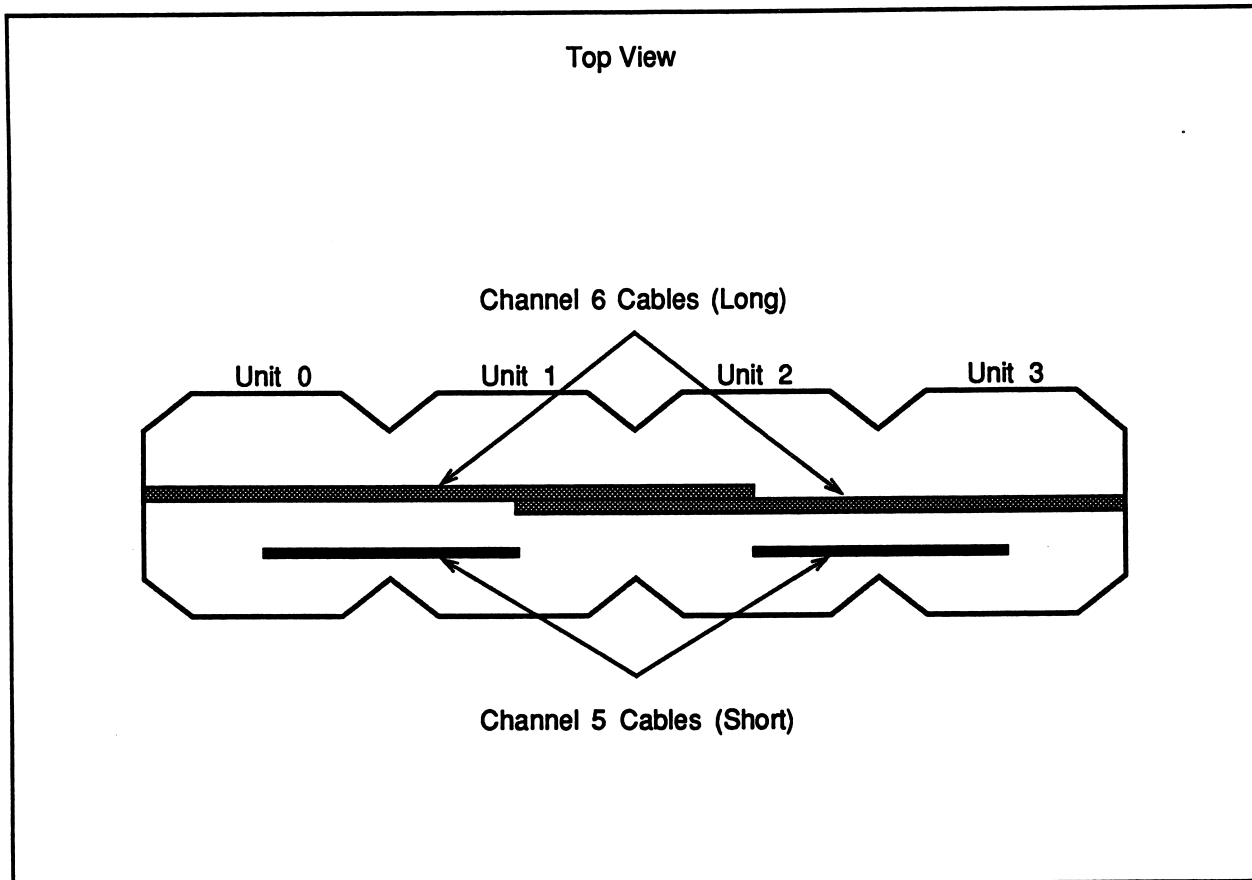 Top View
Channel 6 Cables (Long)
Unit 0 Unit 1 Unit 2 Unit 3
Channel 5 Cables (Short)